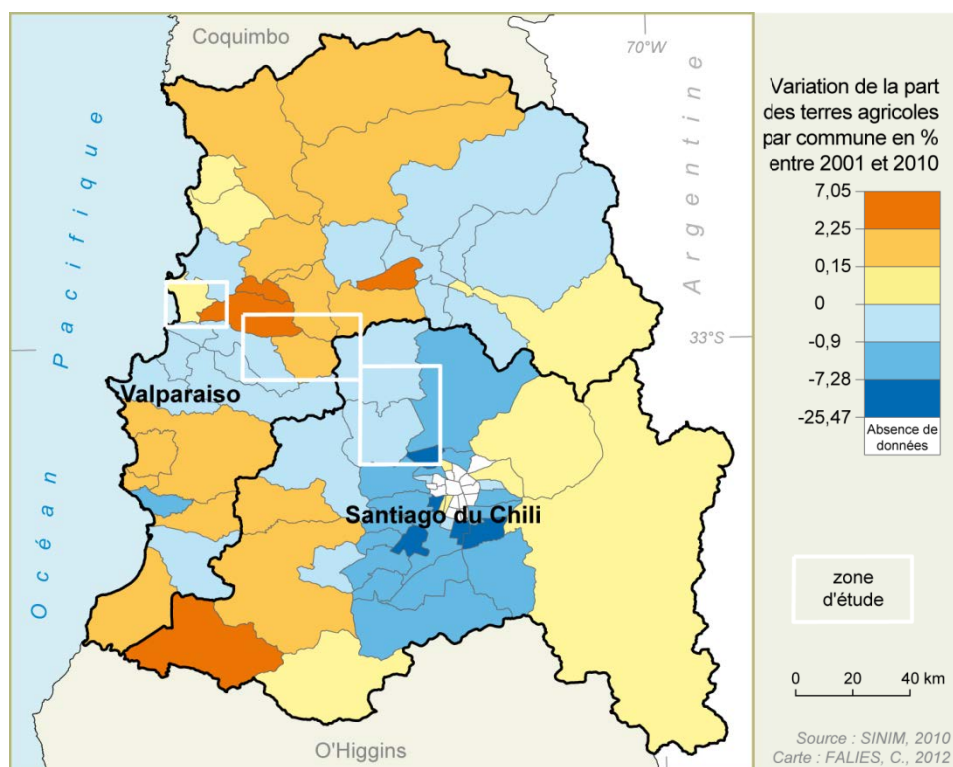 Coquimbo
70°W
Argentine
Océan Pacifique
33°S
Valparaiso
Santiago du Chili
O'Higgins
Variation de la part
des terres agricoles
par commune en %
entre 2001 et 2010
7,05
2,25
0,15
0
-0,9
-7,28
-25,47
Absence de
données
zone
d'étude
0 20 40 km
Source : SINIM, 2010
Carte : FALIES, C., 2012